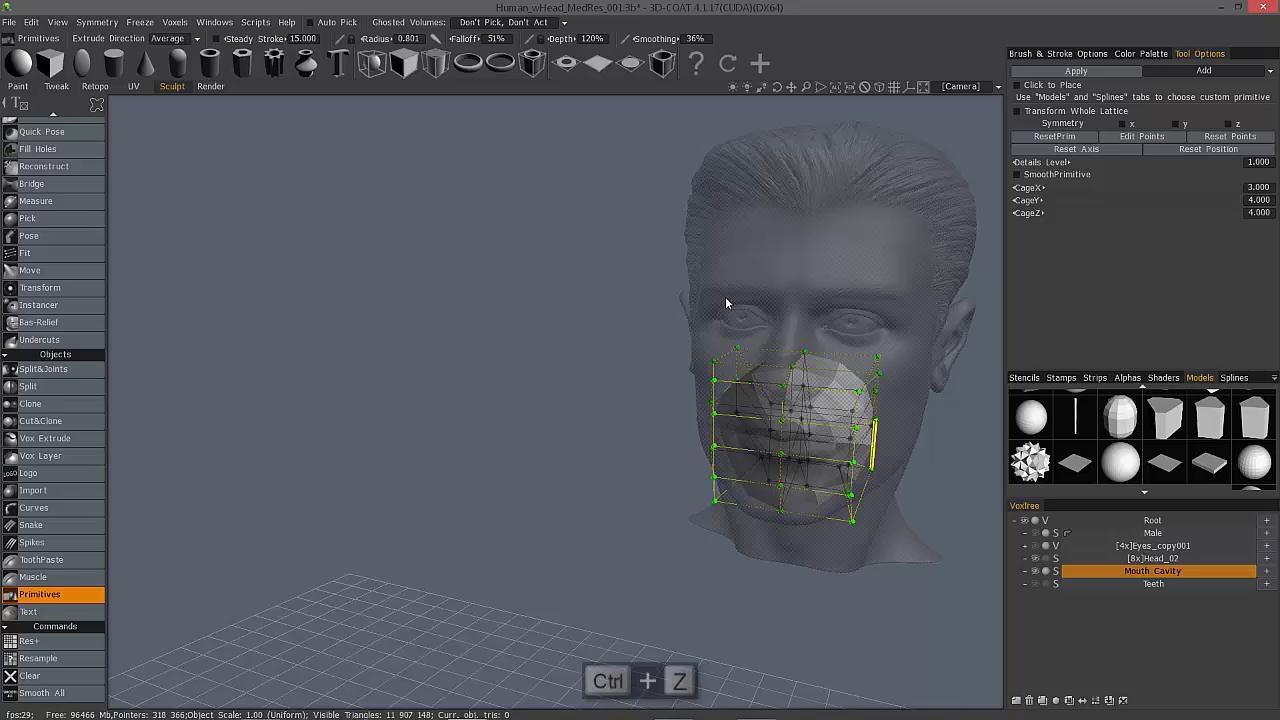 Human_wHead_MedRes_001.3b* - 3D-COAT 4.1.17(CUDA)(DX64)
File Edit View Symmetry Freeze Voxels Windows Scripts Help Auto Pick Ghosted Volumes: Don't Pick, Don't Act
Primitives Extrude Direction Average Steady Stroke 15.000 Radius 0.801 Falloff 51% Depth 120% Smoothing 36%
Paint Tweak Retopo UV Sculpt Render [Camera]
Quick Pose
Fill Holes
Reconstruct
Bridge
Measure
Pick
Pose
Fit
Move
Transform
Instancer
Bas-Relief
Undercuts
Objects
Split&Joints
Split
Clone
Cut&Clone
Vox Extrude
Vox Layer
LOGO Logo
Import
Curves
Snake
Spikes
ToothPaste
Muscle
Primitives
Text
Commands
Res+
Resample
Clear
Smooth All
Brush & Stroke Options Color Palette Tool Options
Apply Add
Click to Place
Use "Models" and "Splines" tabs to choose custom primitive
Transform Whole Lattice
Symmetry x y z
ResetPrim Edit Points Reset Points
Reset Axis Reset Position
Details Level 1.000
SmoothPrimitive
CageX 3.000
CageY 4.000
CageZ 4.000
Stencils Stamps Strips Alphas Shaders Models Splines
VoxTree
V Root
S Male
V [4x]Eyes_copy001
S [8x]Head_02
S Mouth Cavity
S Teeth
Ctrl + Z
fps:29; Free: 96466 Mb,Pointers: 318 366;Object Scale: 1.00 (Uniform); Visible Triangles: 11 907 148; Curr. obj. tris: 0